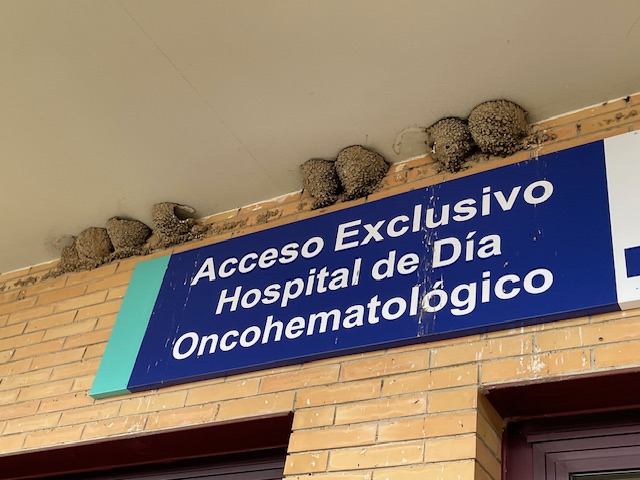 Acceso Exclusivo
Hospital de Día
Oncohematológico